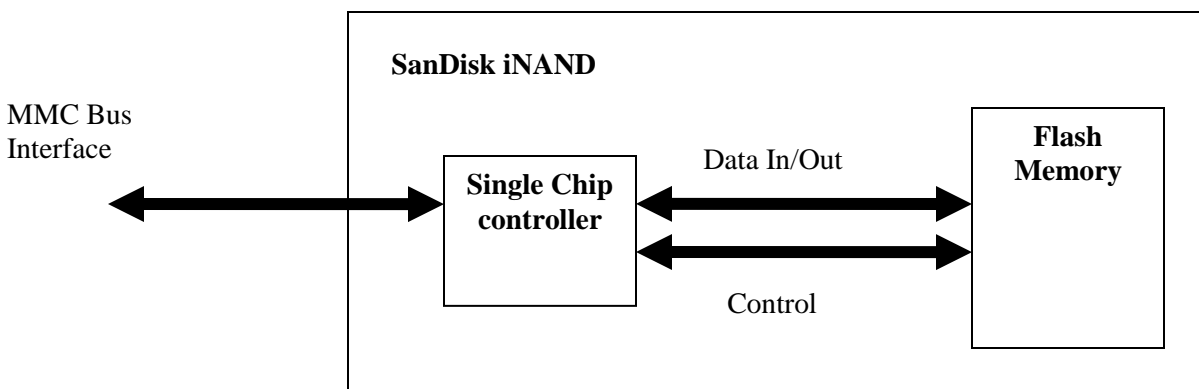 SanDisk iNAND
MMC Bus
Interface
Single Chip
controller
Data In/Out
Control
Flash
Memory